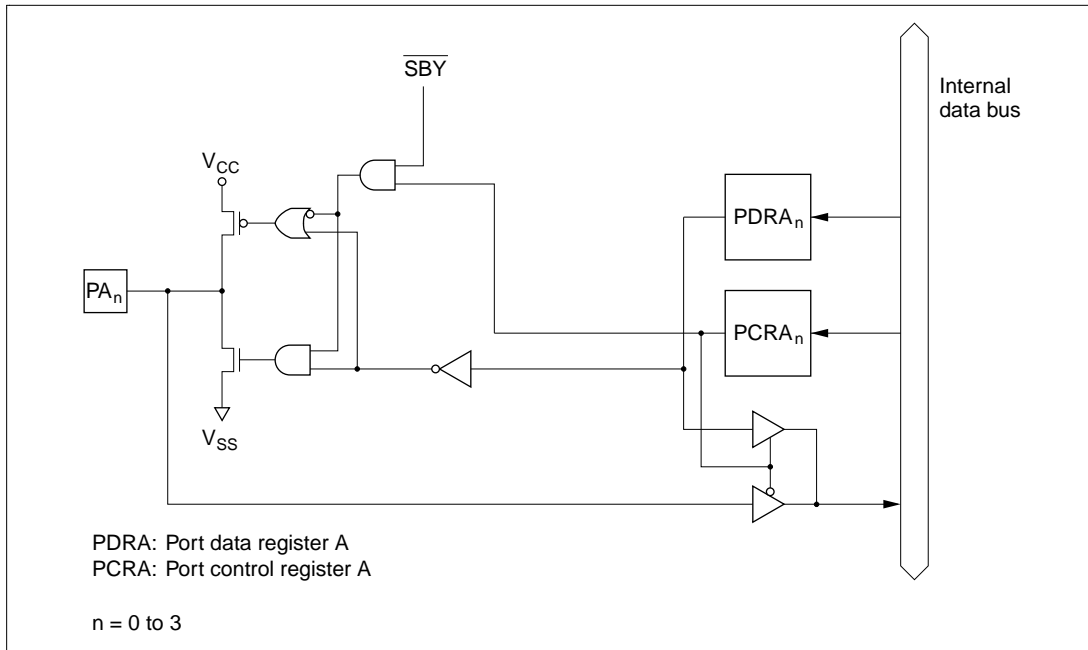 SBY
Internal
data bus
VCC
PDRAn
PAn
PCRAn
VSS
PDRA: Port data register A
PCRA: Port control register A
n = 0 to 3